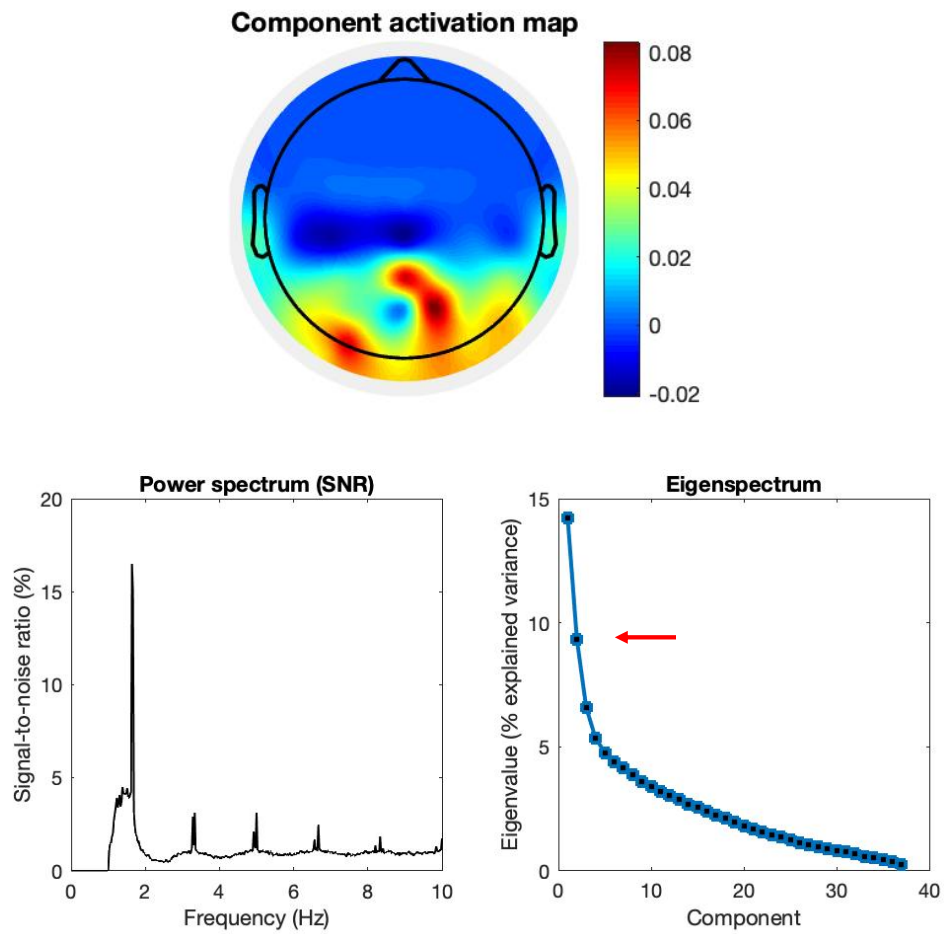 Component activation map
0.08
0.06
0.04
0.02
0
-0.02
Power spectrum (SNR)
20
15
10
5
0
Signal-to-noise ratio (%)
0 2 4 6 8 10
Frequency (Hz)
Eigenspectrum
15
10
5
0
Eigenvalue (% explained variance)
0 10 20 30 40
Component